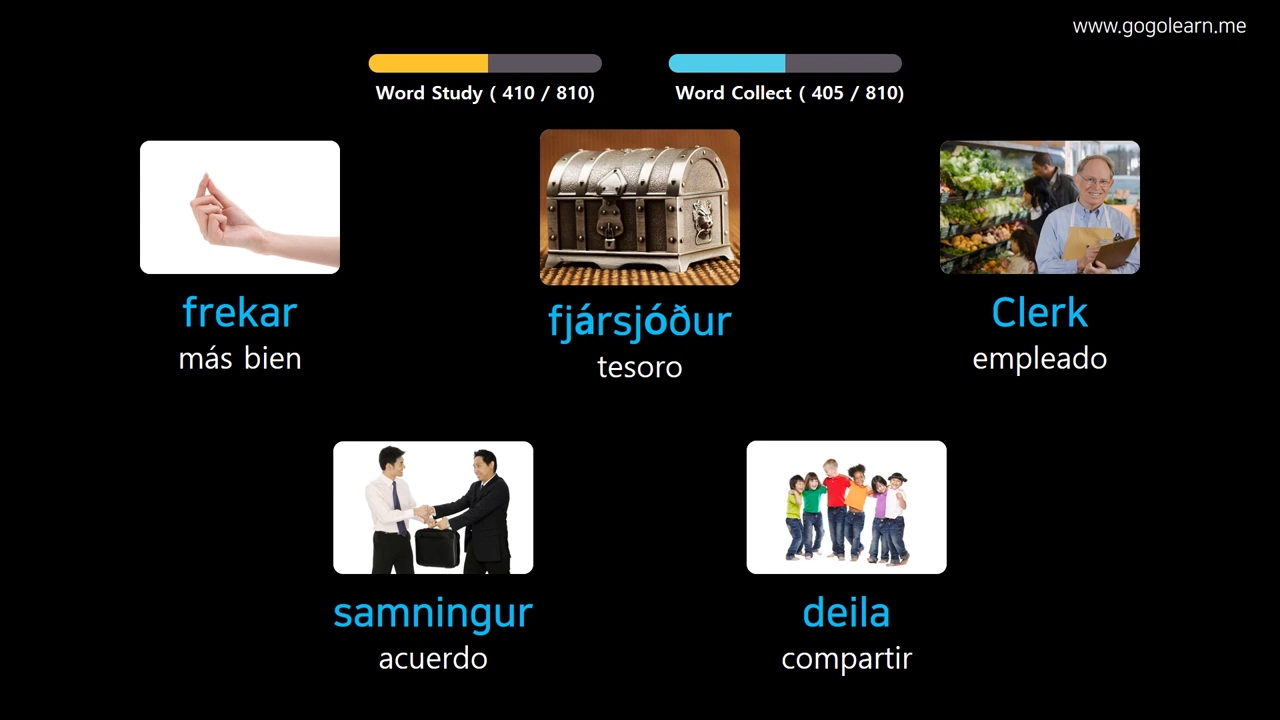 www.gogolearn.me
Word Study ( 410 / 810)
Word Collect ( 405 / 810)
frekar
más bien
fjársjóður
tesoro
Clerk
empleado
samningur
acuerdo
deila
compartir